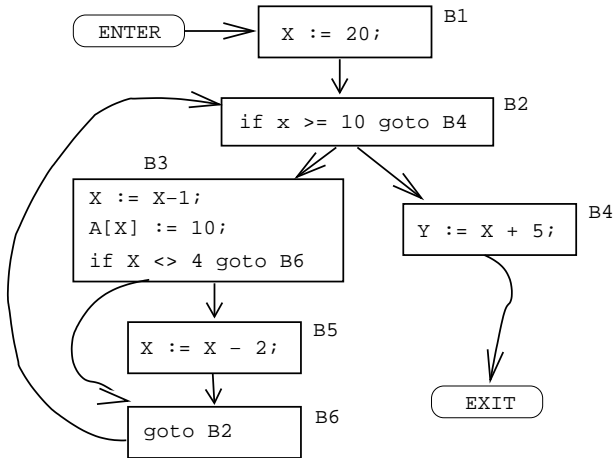 ENTER
X := 20;
B1
if x >= 10 goto B4
B2
B3
X := X-1;
A[X] := 10;
if X <> 4 goto B6
Y := X + 5;
B4
X := X - 2;
B5
goto B2
B6
EXIT